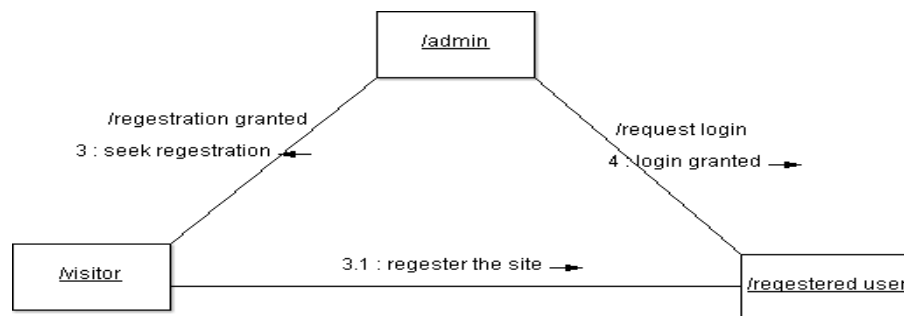 /admin
/regestration granted
3 : seek regestration
/request login
4 : login granted
/visitor
3.1 : regester the site
/regestered user